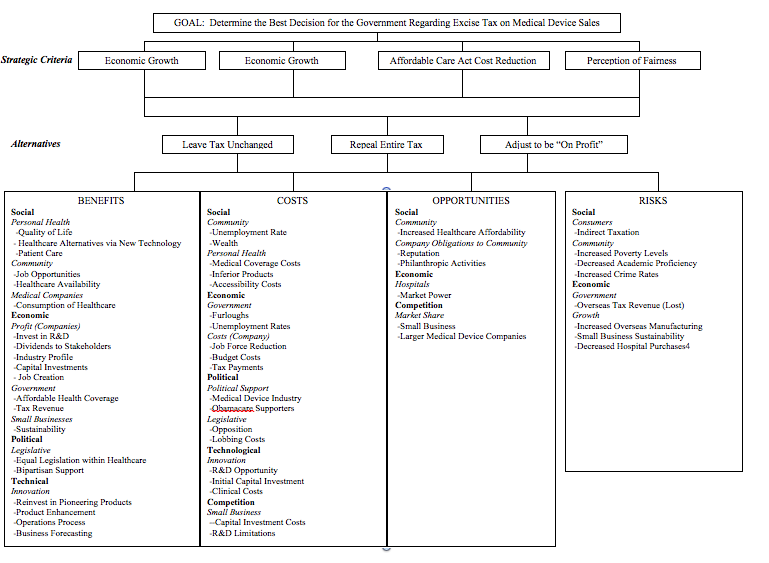 GOAL:  Determine the Best Decision for the Government Regarding Excise Tax on Medical Device Sales
Strategic Criteria
Economic Growth
Economic Growth
Affordable Care Act Cost Reduction
Perception of Fairness
Alternatives
Leave Tax Unchanged
Repeal Entire Tax
Adjust to be “On Profit”
BENEFITS
Social
Personal Health
-Quality of Life
- Healthcare Alternatives via New Technology
-Patient Care
Community
-Job Opportunities
-Healthcare Availability
Medical Companies
-Consumption of Healthcare
Economic
Profit (Companies)
-Invest in R&D
-Dividends to Stakeholders
-Industry Profile
-Capital Investments
- Job Creation
Government
-Affordable Health Coverage
-Tax Revenue
Small Businesses
-Sustainability
Political
Legislative
-Equal Legislation within Healthcare
-Bipartisan Support
Technical
Innovation
-Reinvest in Pioneering Products
-Product Enhancement
-Operations Process
-Business Forecasting
COSTS
Social
Community
-Unemployment Rate
-Wealth
Personal Health
-Medical Coverage Costs
-Inferior Products
-Accessibility Costs
Economic
Government
-Furloughs
-Unemployment Rates
Costs (Company)
-Job Force Reduction
-Budget Costs
-Tax Payments
Political
Political Support
-Medical Device Industry
-Obamacare Supporters
Legislative
-Opposition
-Lobbing Costs
Technological
Innovation
-R&D Opportunity
-Initial Capital Investment
-Clinical Costs
Competition
Small Business
--Capital Investment Costs
-R&D Limitations
OPPORTUNITIES
Social
Community
-Increased Healthcare Affordability
Company Obligations to Community
-Reputation
-Philanthropic Activities
Economic
Hospitals
-Market Power
Competition
Market Share
-Small Business
-Larger Medical Device Companies
RISKS
Social
Consumers
-Indirect Taxation
Community
-Increased Poverty Levels
-Decreased Academic Proficiency
-Increased Crime Rates
Economic
Government
-Overseas Tax Revenue (Lost)
Growth
-Increased Overseas Manufacturing
-Small Business Sustainability
-Decreased Hospital Purchases4